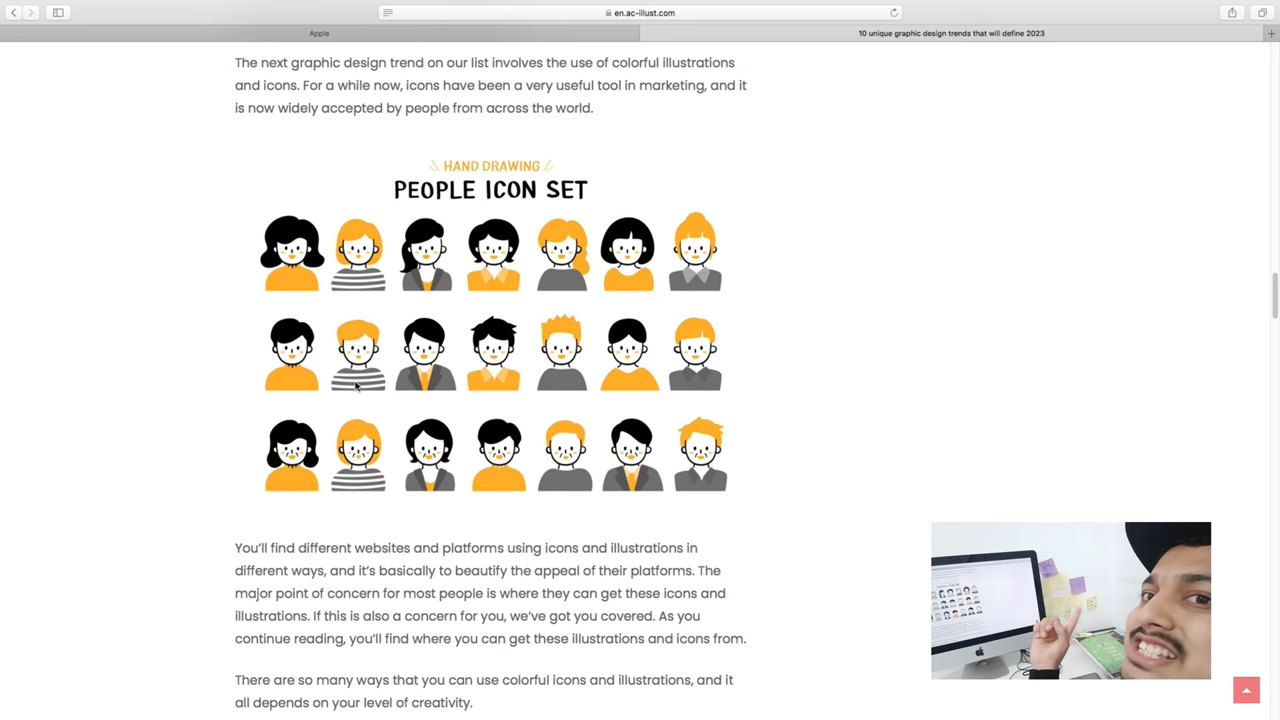 en.ac-illust.com
Apple
10 unique graphic design trends that will define 2023
The next graphic design trend on our list involves the use of colorful illustrations
and icons. For a while now, icons have been a very useful tool in marketing, and it
is now widely accepted by people from across the world.
HAND DRAWING
PEOPLE ICON SET
You'll find different websites and platforms using icons and illustrations in
different ways, and it's basically to beautify the appeal of their platforms. The
major point of concern for most people is where they can get these icons and
illustrations. If this is also a concern for you, we've got you covered. As you
continue reading, you'll find where you can get these illustrations and icons from.
There are so many ways that you can use colorful icons and illustrations, and it
all depends on your level of creativity.